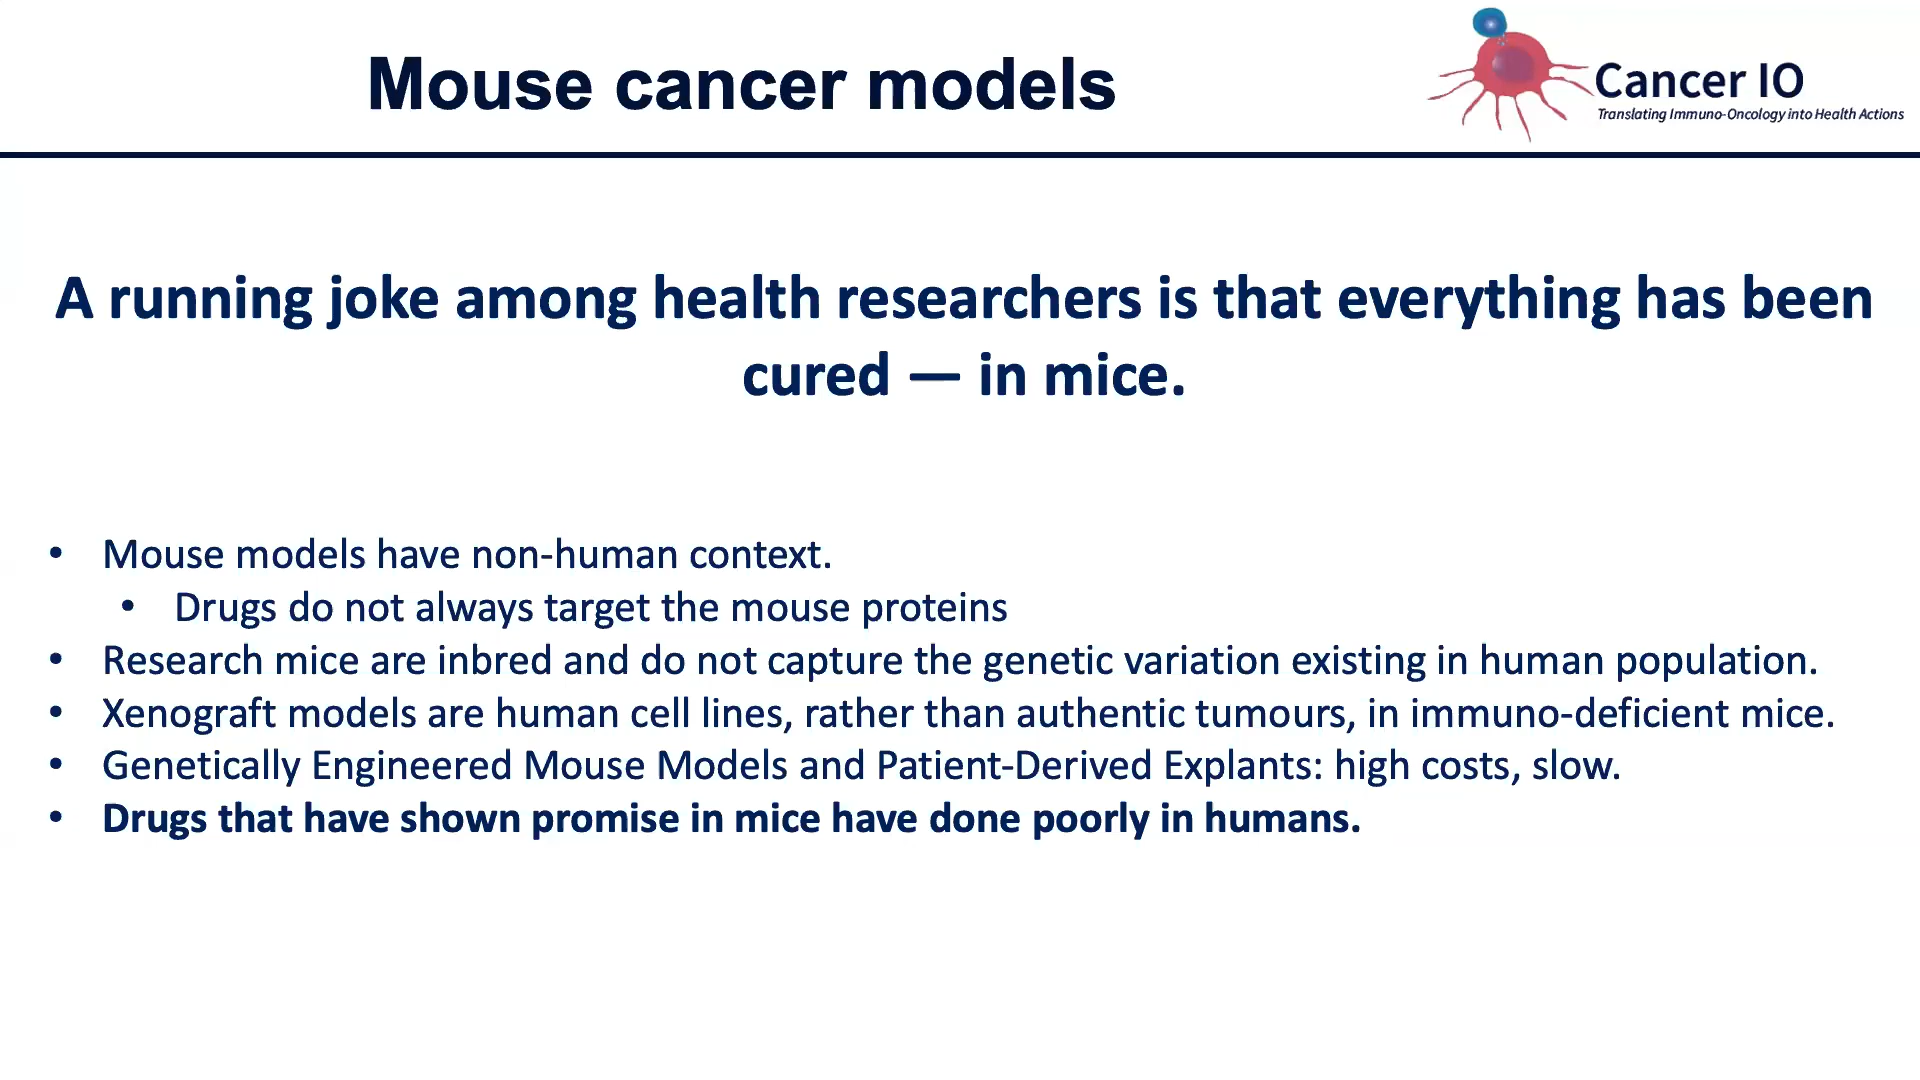 Mouse cancer models
Cancer IO
Translating Immuno-Oncology into Health Actions
A running joke among health researchers is that everything has been
cured — in mice.
• Mouse models have non-human context.
• Drugs do not always target the mouse proteins
• Research mice are inbred and do not capture the genetic variation existing in human population.
• Xenograft models are human cell lines, rather than authentic tumours, in immuno-deficient mice.
• Genetically Engineered Mouse Models and Patient-Derived Explants: high costs, slow.
• Drugs that have shown promise in mice have done poorly in humans.